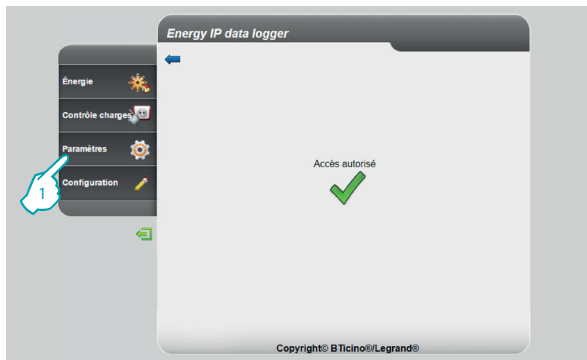 Energy IP data logger
Énergie
Contrôle charges
Paramètres
Configuration
1
Accès autorisé
Copyright© BTicino®/Legrand®